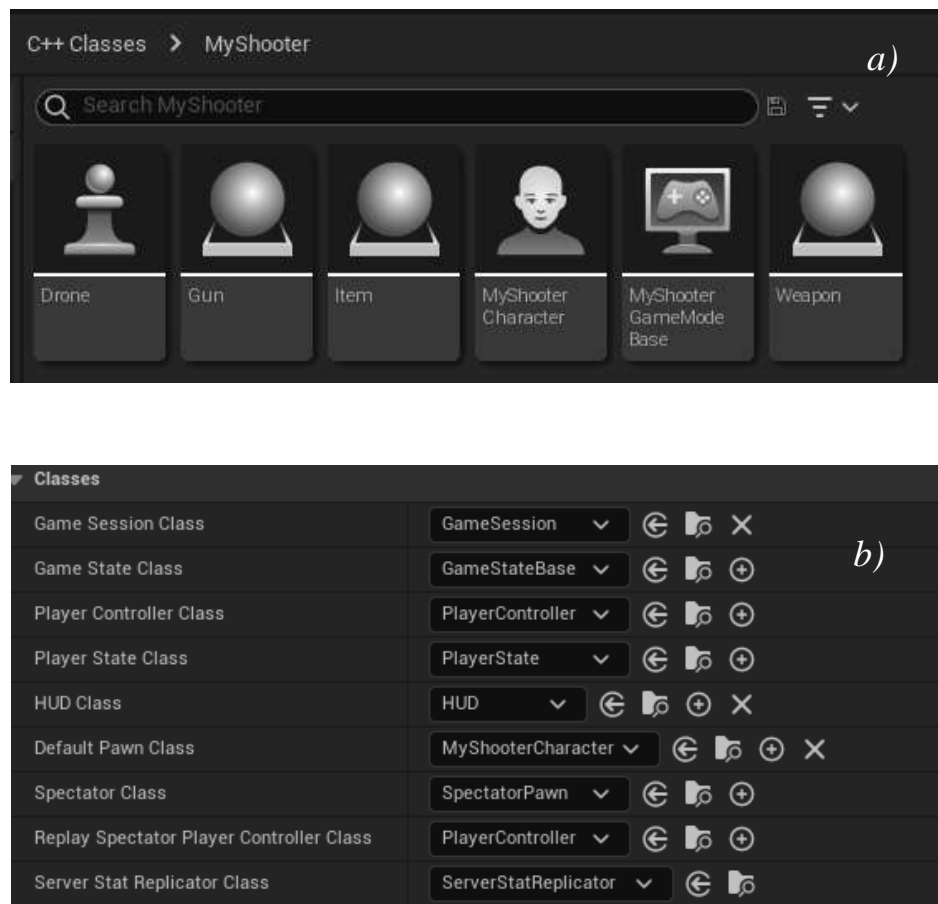 C++ Classes > MyShooter
a)
Search MyShooter
Drone
Gun
Item
MyShooter
Character
MyShooter
GameMode
Base
Weapon
Classes
b)
Game Session Class GameSession
Game State Class GameStateBase
Player Controller Class PlayerController
Player State Class PlayerState
HUD Class HUD
Default Pawn Class MyShooterCharacter
Spectator Class SpectatorPawn
Replay Spectator Player Controller Class PlayerController
Server Stat Replicator Class ServerStatReplicator